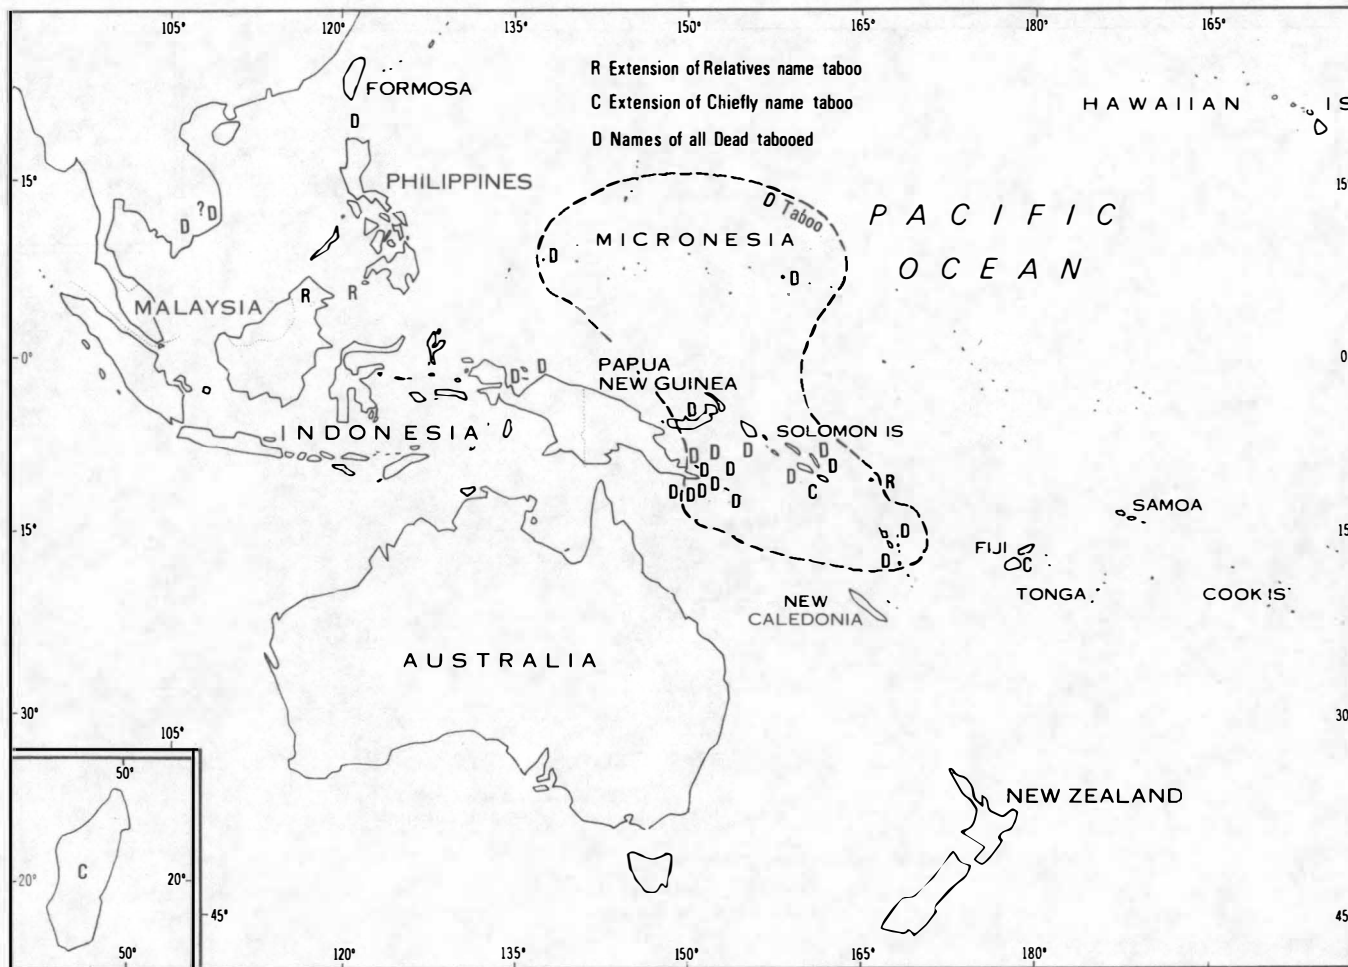 105° 120° 135° 150° 165° 180° 165°
R Extension of Relatives name taboo
C Extension of Chiefly name taboo
D Names of all Dead tabooed
FORMOSA
D
HAWAIIAN IS
15° 15°
PHILIPPINES
D ?D
D Taboo
MICRONESIA
D
D
PACIFIC
OCEAN
MALAYSIA
R R
0° 0°
PAPUA
NEW GUINEA
D D
D
INDONESIA
SOLOMON IS
D D D D
D D D
D
D D D D
D
C
R
15° 15°
D
D
SAMOA
FIJI
C
TONGA
COOK IS
NEW
CALEDONIA
AUSTRALIA
30° 30°
105°
50°
C
20° 20°
45° 45°
50°
NEW ZEALAND
120° 135° 150° 165° 180° 165°